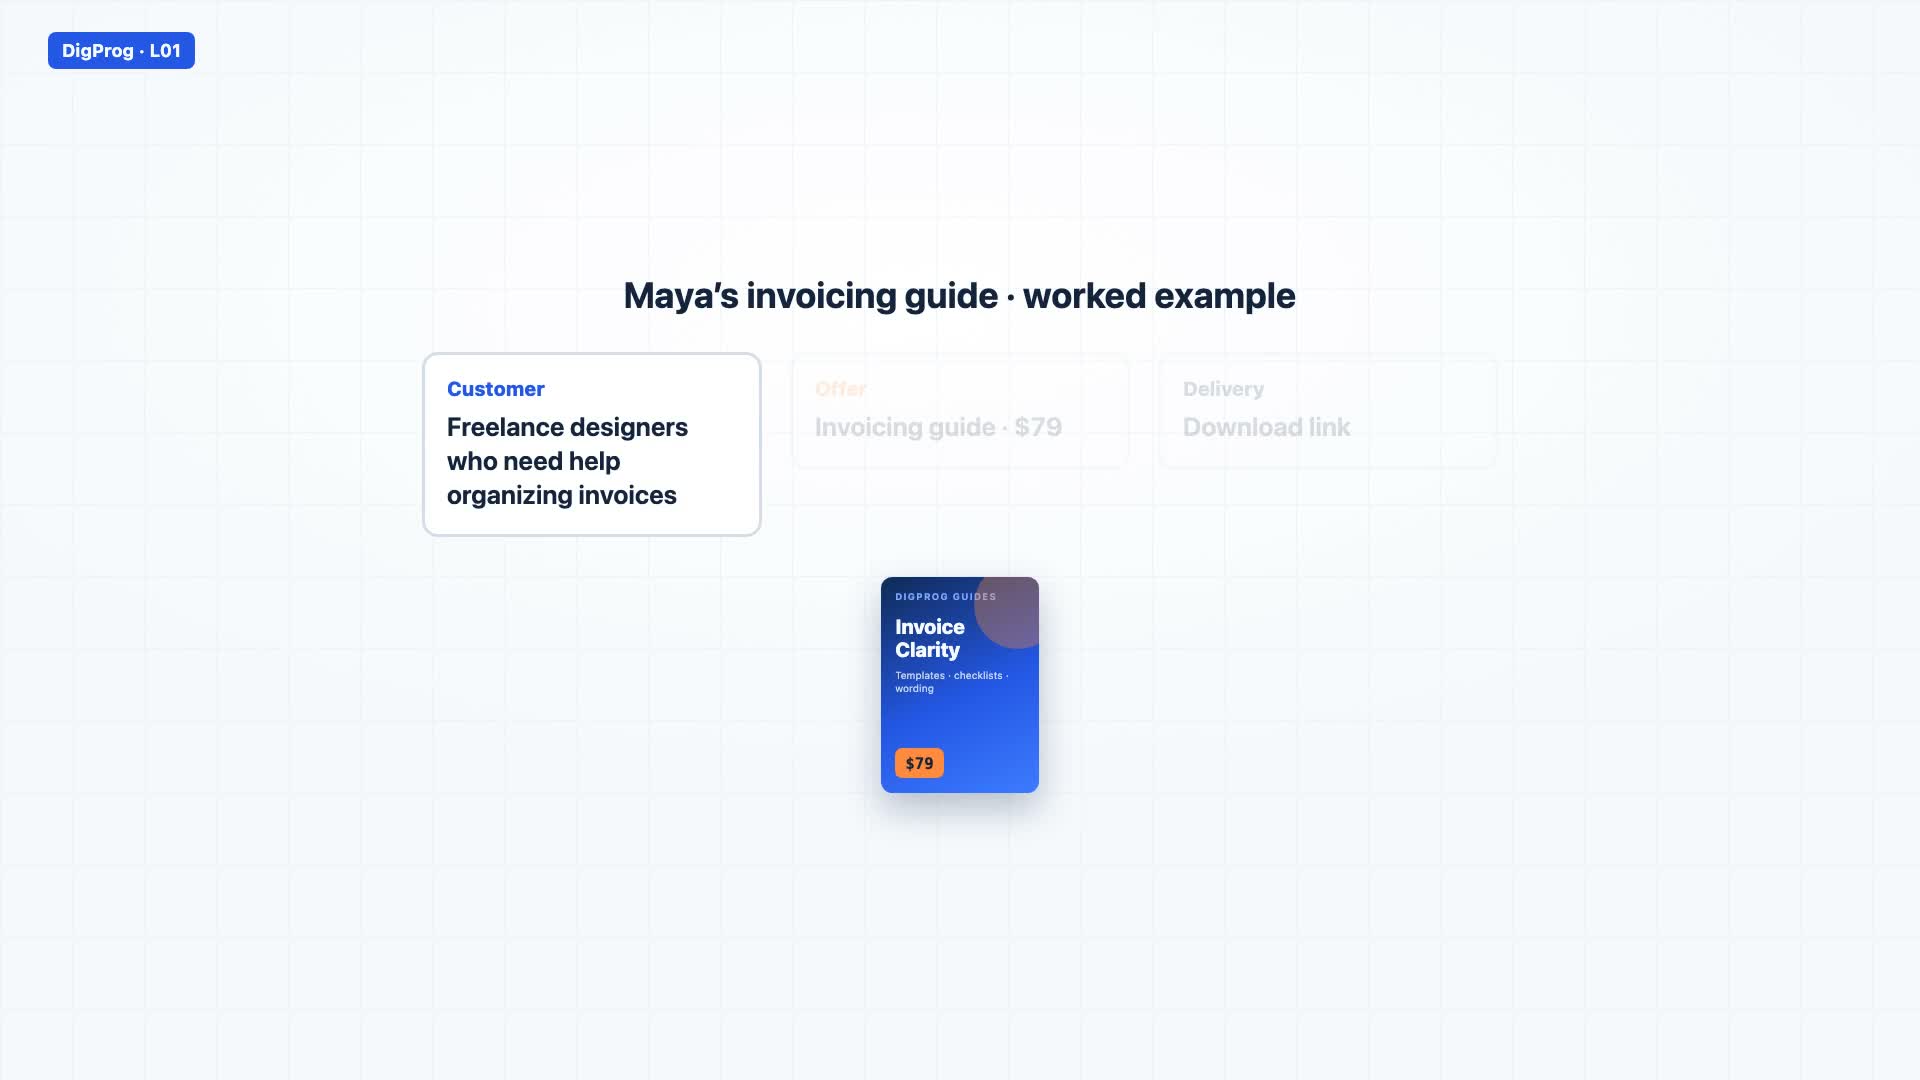 DigProg · L01
Maya’s invoicing guide · worked example
Customer
Freelance designers
who need help
organizing invoices
Offer
Invoicing guide · $79
Delivery
Download link
DIGPROG GUIDES
Invoice
Clarity
Templates · checklists ·
wording
$79